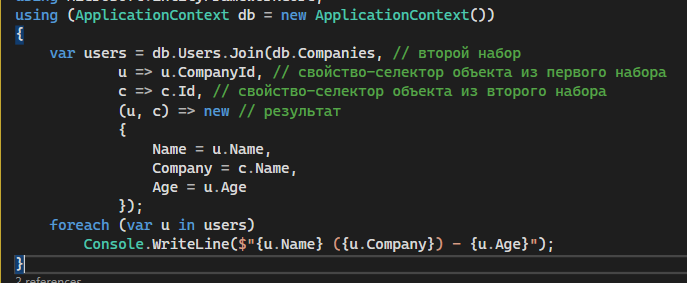 using (ApplicationContext db = new ApplicationContext())
{
    var users = db.Users.Join(db.Companies, // второй набор
            u => u.CompanyId, // свойство-селектор объекта из первого набора
            c => c.Id, // свойство-селектор объекта из второго набора
            (u, c) => new // результат
            {
                Name = u.Name,
                Company = c.Name,
                Age = u.Age
            });
    foreach (var u in users)
        Console.WriteLine($"{u.Name} ({u.Company}) - {u.Age}");
}
2 references